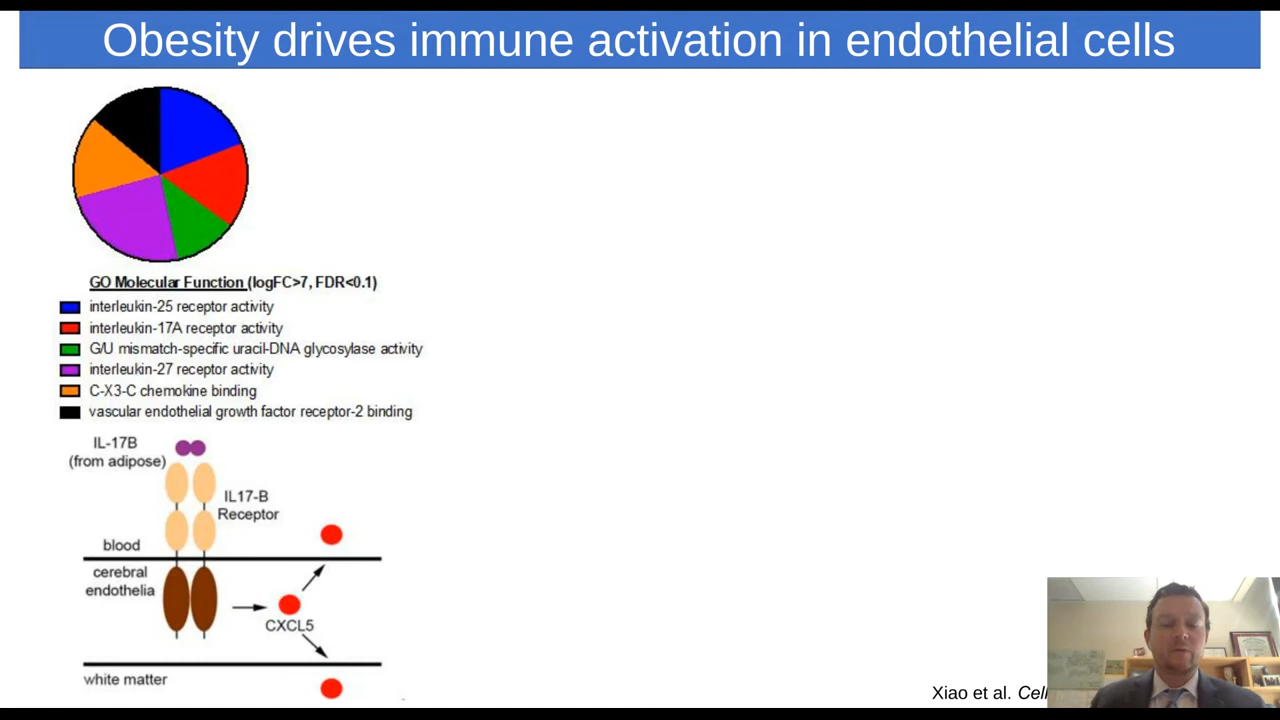 Obesity drives immune activation in endothelial cells
GO Molecular Function (logFC>7, FDR<0.1)
interleukin-25 receptor activity
interleukin-17A receptor activity
G/U mismatch-specific uracil-DNA glycosylase activity
interleukin-27 receptor activity
C-X3-C chemokine binding
vascular endothelial growth factor receptor-2 binding
IL-17B
(from adipose)
IL17-B
Receptor
blood
cerebral
endothelia
CXCL5
white matter
Xiao et al. Cell